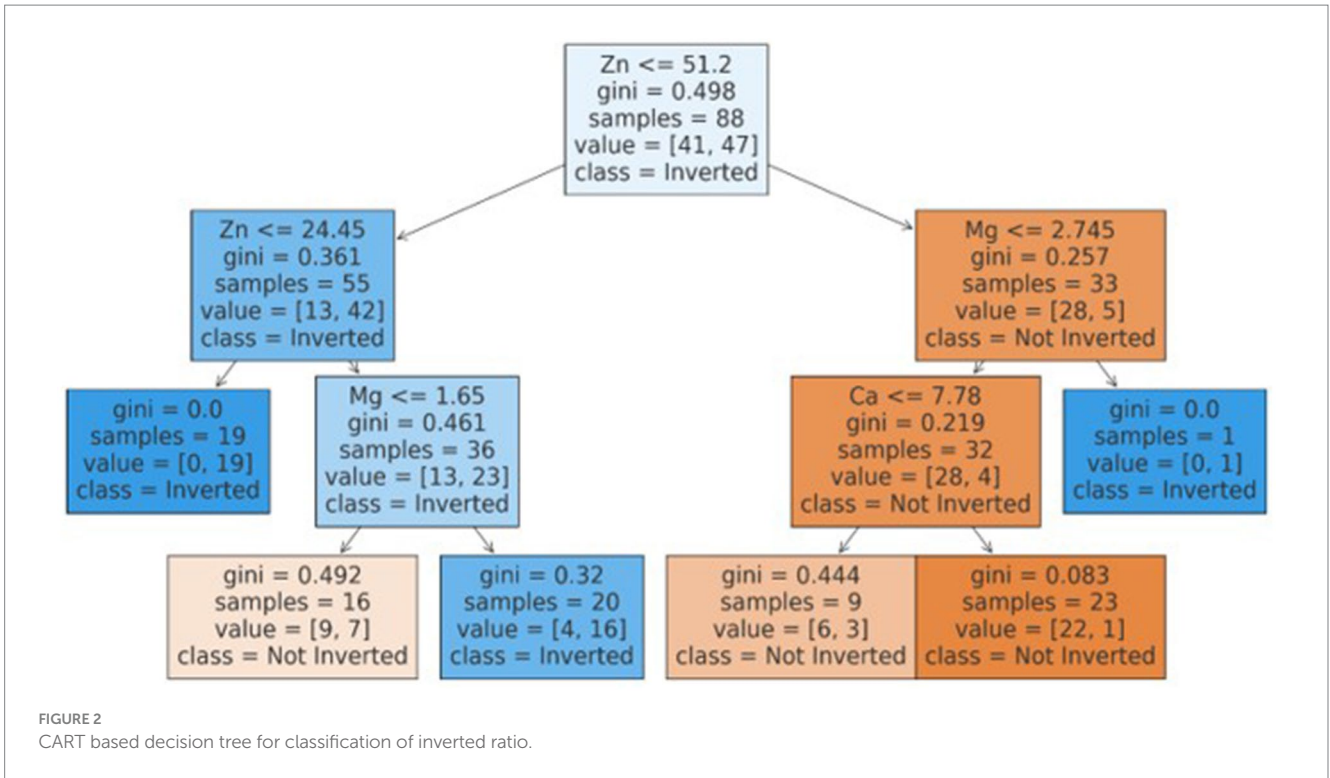 Zn <= 51.2
gini = 0.498
samples = 88
value = [41, 47]
class = Inverted
Zn <= 24.45
gini = 0.361
samples = 55
value = [13, 42]
class = Inverted
Mg <= 2.745
gini = 0.257
samples = 33
value = [28, 5]
class = Not Inverted
gini = 0.0
samples = 19
value = [0, 19]
class = Inverted
Mg <= 1.65
gini = 0.461
samples = 36
value = [13, 23]
class = Inverted
Ca <= 7.78
gini = 0.219
samples = 32
value = [28, 4]
class = Not Inverted
gini = 0.0
samples = 1
value = [0, 1]
class = Inverted
gini = 0.492
samples = 16
value = [9, 7]
class = Not Inverted
gini = 0.32
samples = 20
value = [4, 16]
class = Inverted
gini = 0.444
samples = 9
value = [6, 3]
class = Not Inverted
gini = 0.083
samples = 23
value = [22, 1]
class = Not Inverted
FIGURE 2
CART based decision tree for classification of inverted ratio.